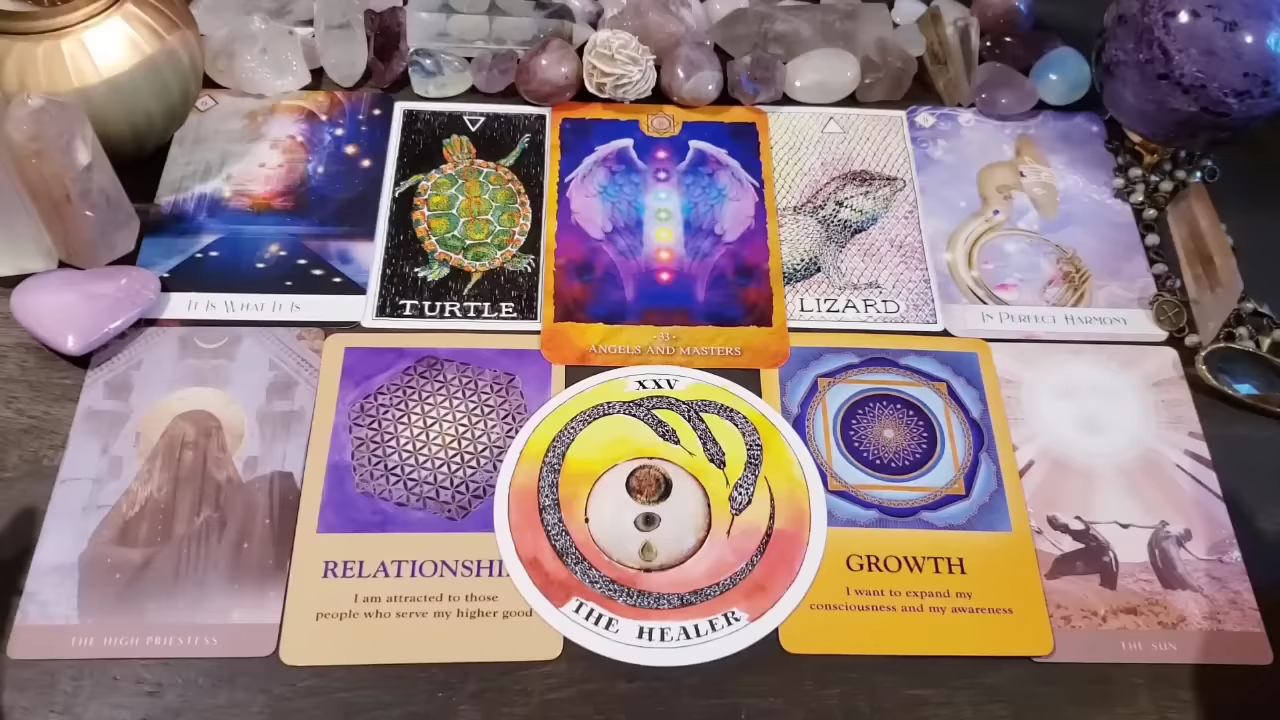 IT IS WHAT IT IS
TURTLE
· 33 ·
ANGELS AND MASTERS
LIZARD
IN PERFECT HARMONY
THE HIGH PRIESTESS
RELATIONSHI
I am attracted to those
people who serve my higher good
XXV
THE HEALER
GROWTH
I want to expand my
consciousness and my awareness
THE SUN